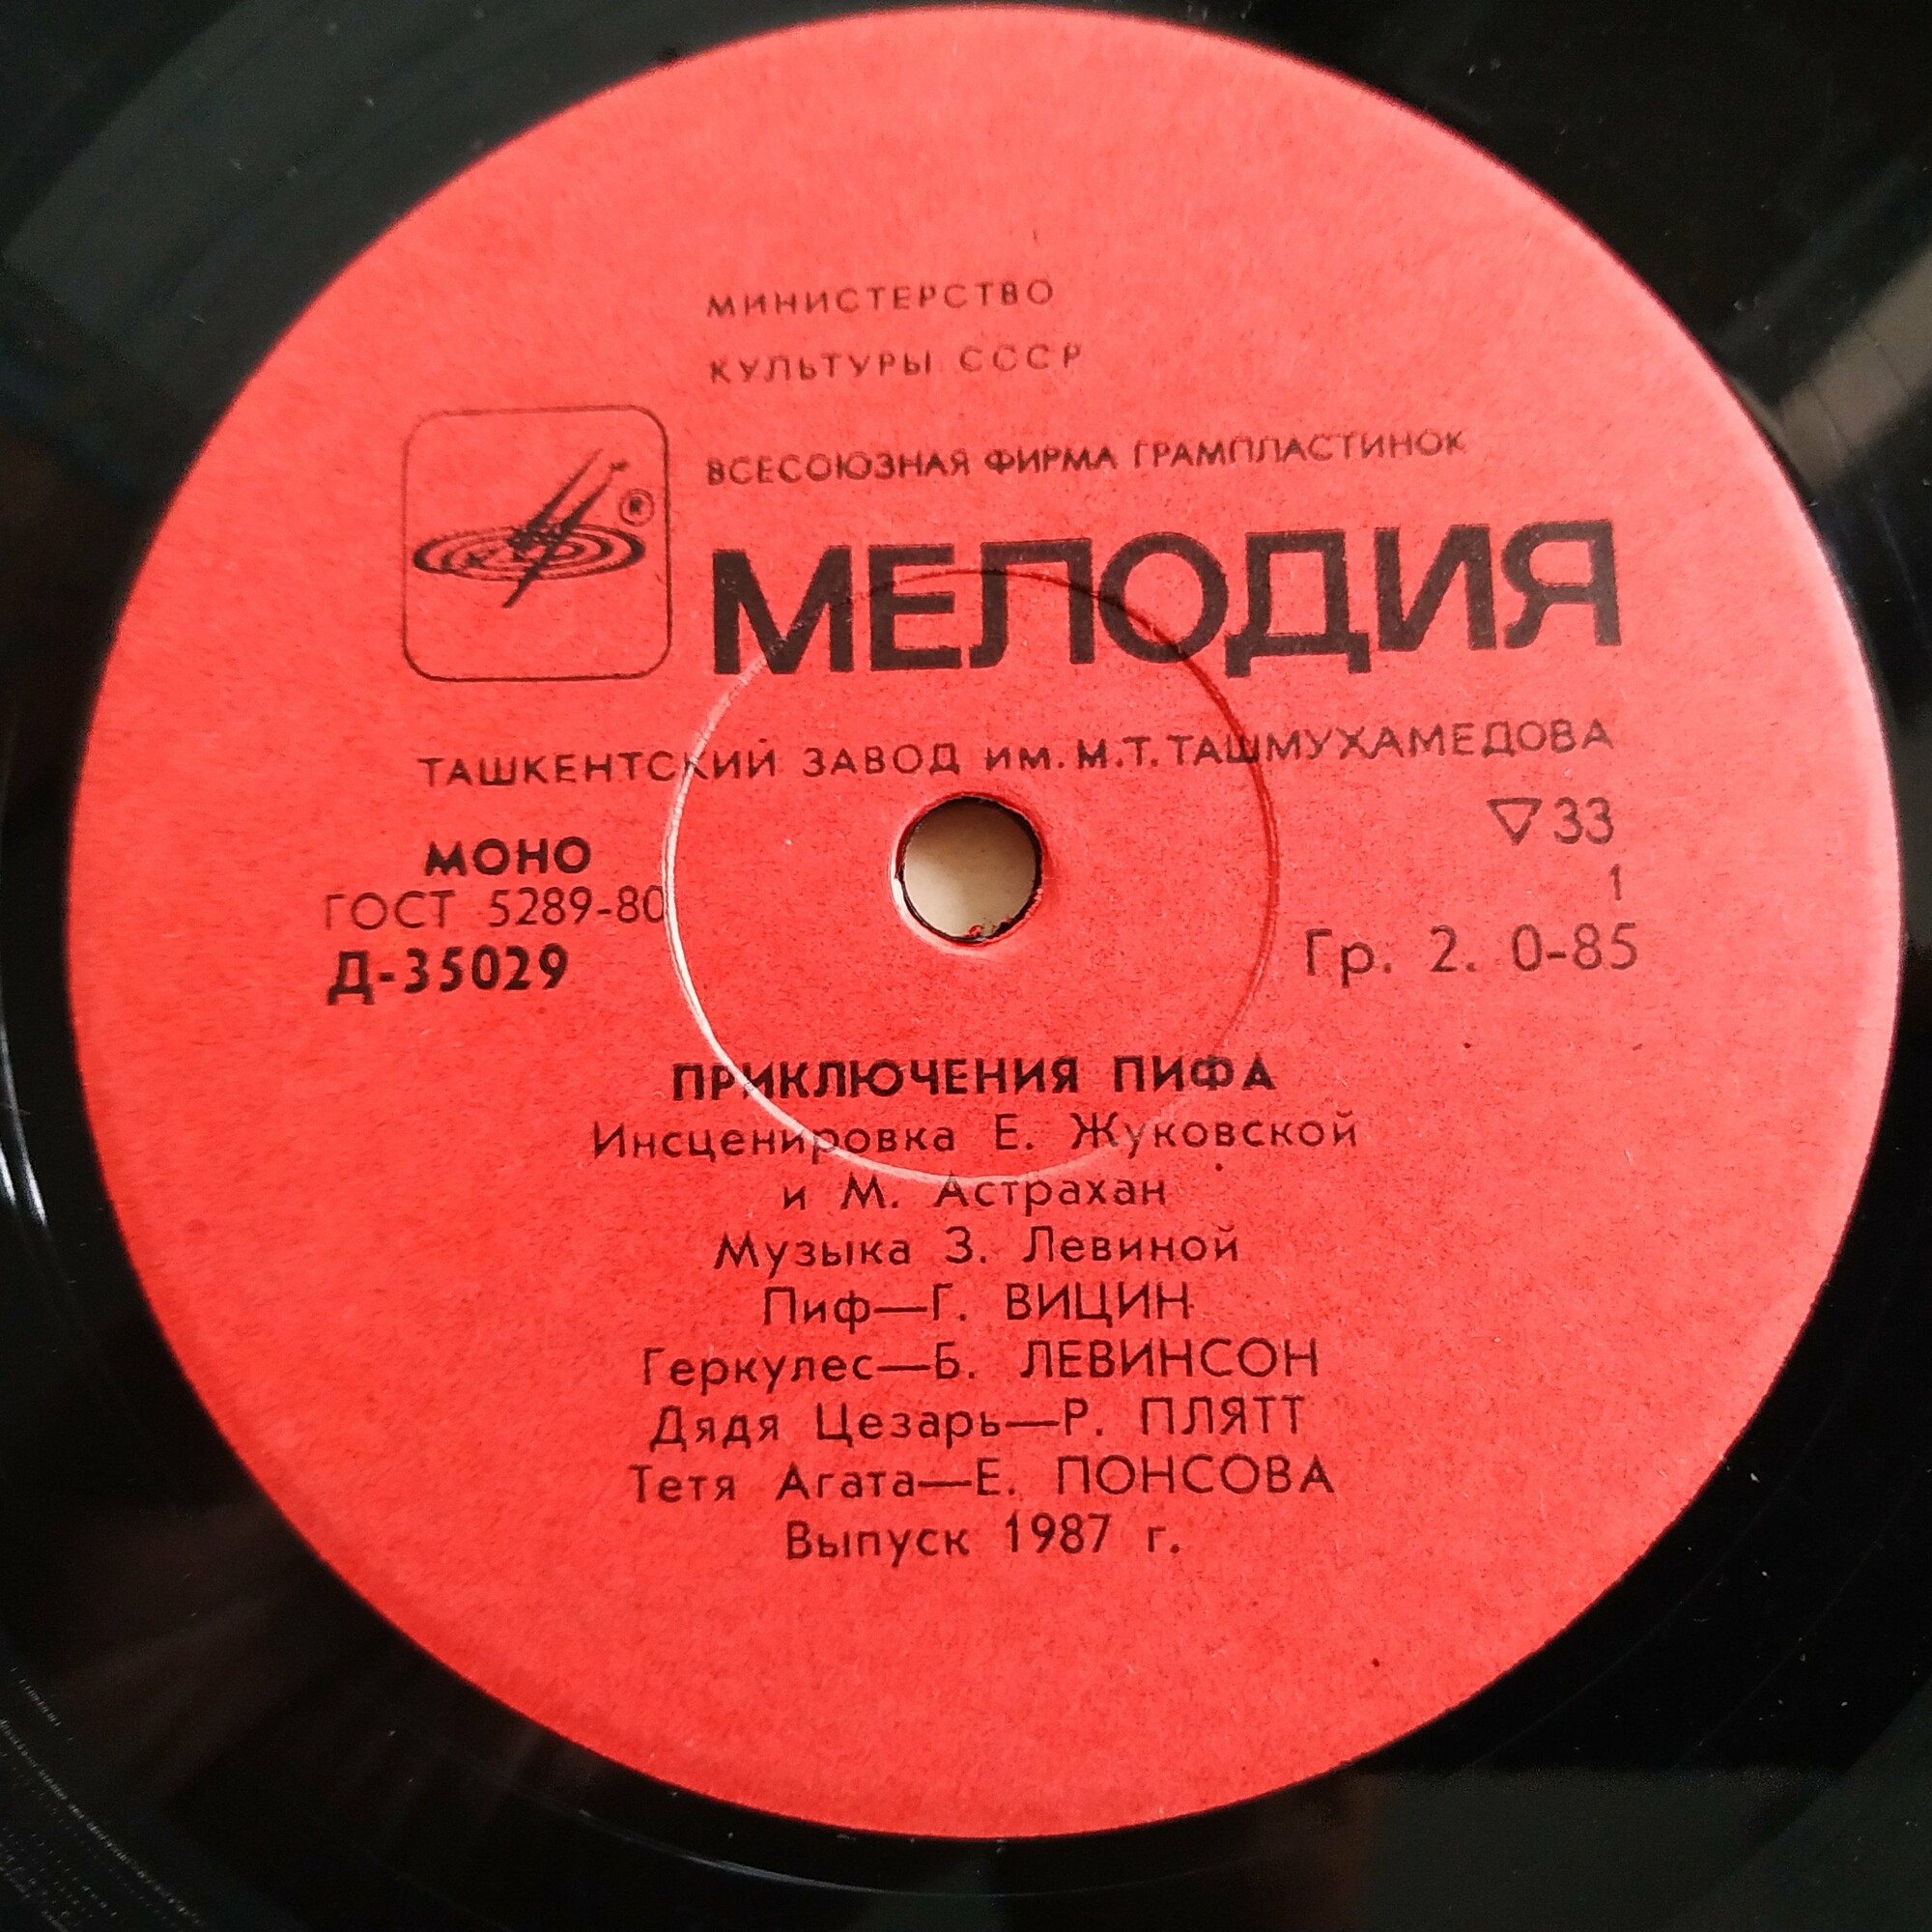 МИНИСТЕРСТВО
КУЛЬТУРЫ СССР
ВСЕСОЮЗНАЯ ФИРМА ГРАМПЛАСТИНОК
®
МЕЛОДИЯ
ТАШКЕНТСКИЙ ЗАВОД им. М.Т. ТАШМУХАМЕДОВА
▽33
МОНО
1
ГОСТ 5289-80
Гр. 2. 0-85
Д-35029
ПРИКЛЮЧЕНИЯ ПИФА
Инсценировка Е. Жуковской
и М. Астрахан
Музыка З. Левиной
Пиф—Г. ВИЦИН
Геркулес—Б. ЛЕВИНСОН
Дядя Цезарь—Р. ПЛЯТТ
Тетя Агата—Е. ПОНСОВА
Выпуск 1987 г.